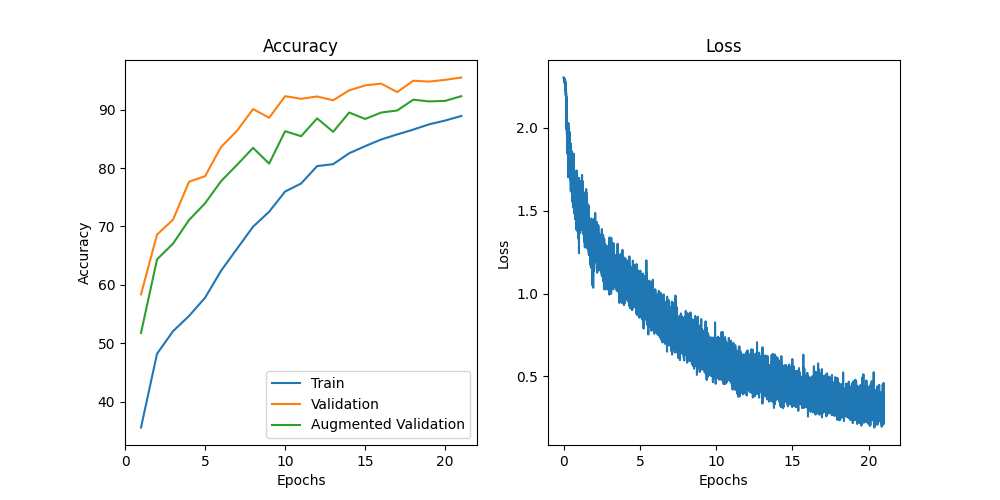 Accuracy
Accuracy
90
80
70
60
50
40
Train
Validation
Augmented Validation
0 5 10 15 20
Epochs
Loss
Loss
2.0
1.5
1.0
0.5
0 5 10 15 20
Epochs